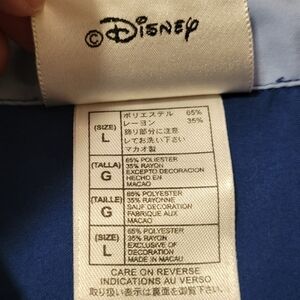 © Disney
(SIZE)
L
ポリエステル 65%
レーヨン 35%
飾り部分に注意
してお洗い下さい
マカオ製
(TALLA)
G
65% POLIESTER
35% RAYON
EXCEPTO DECORACION
HECHO EN
MACAO
(TAILLE)
G
65% POLYESTER
35% RAYONNE
SAUF DECORATION
FABRIQUE AUX
MACAO
(SIZE)
L
65% POLYESTER
35% RAYON
EXCLUSIVE OF
DECORATION
MADE IN MACAU
CARE ON REVERSE
INDICATIONS AU VERSO
取り扱い表示は裏面を御覧下さい